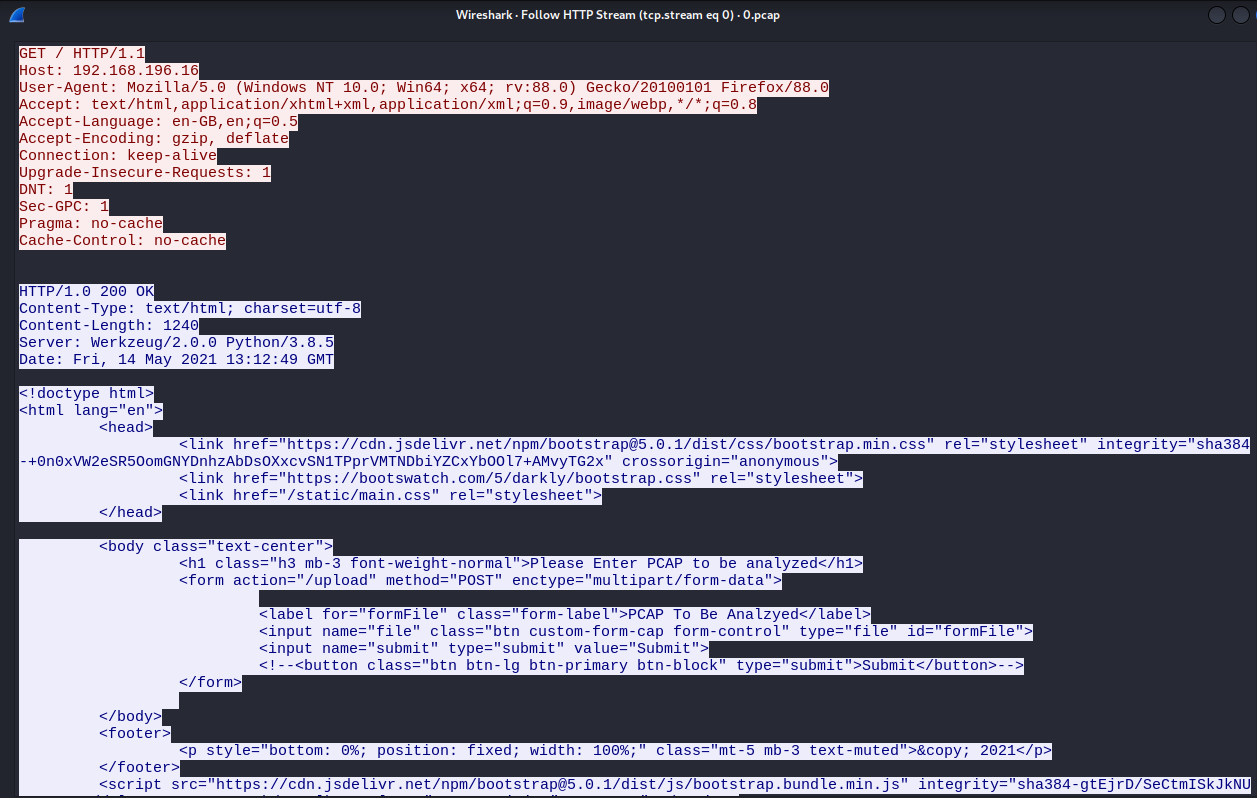 Wireshark · Follow HTTP Stream (tcp.stream eq 0) · 0.pcap
GET / HTTP/1.1
Host: 192.168.196.16
User-Agent: Mozilla/5.0 (Windows NT 10.0; Win64; x64; rv:88.0) Gecko/20100101 Firefox/88.0
Accept: text/html,application/xhtml+xml,application/xml;q=0.9,image/webp,*/*;q=0.8
Accept-Language: en-GB,en;q=0.5
Accept-Encoding: gzip, deflate
Connection: keep-alive
Upgrade-Insecure-Requests: 1
DNT: 1
Sec-GPC: 1
Pragma: no-cache
Cache-Control: no-cache
HTTP/1.0 200 OK
Content-Type: text/html; charset=utf-8
Content-Length: 1240
Server: Werkzeug/2.0.0 Python/3.8.5
Date: Fri, 14 May 2021 13:12:49 GMT
<!doctype html>
<html lang="en">
<head>
<link href="https://cdn.jsdelivr.net/npm/bootstrap@5.0.1/dist/css/bootstrap.min.css" rel="stylesheet" integrity="sha384
-+0n0xVW2eSR5OomGNYDnhzAbDsOXxcvSN1TPprVMTNDbiYZCxYbOOl7+AMvyTG2x" crossorigin="anonymous">
<link href="https://bootswatch.com/5/darkly/bootstrap.css" rel="stylesheet">
<link href="/static/main.css" rel="stylesheet">
</head>
<body class="text-center">
<h1 class="h3 mb-3 font-weight-normal">Please Enter PCAP to be analyzed</h1>
<form action="/upload" method="POST" enctype="multipart/form-data">
<label for="formFile" class="form-label">PCAP To Be Analzyed</label>
<input name="file" class="btn custom-form-cap form-control" type="file" id="formFile">
<input name="submit" type="submit" value="Submit">
<!--<button class="btn btn-lg btn-primary btn-block" type="submit">Submit</button>-->
</form>
</body>
<footer>
<p style="bottom: 0%; position: fixed; width: 100%;" class="mt-5 mb-3 text-muted">&copy; 2021</p>
</footer>
<script src="https://cdn.jsdelivr.net/npm/bootstrap@5.0.1/dist/js/bootstrap.bundle.min.js" integrity="sha384-gtEjrD/SeCtmISkJkNU